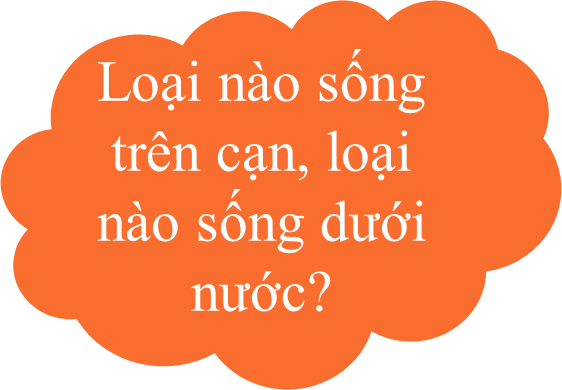 Loại nào sống
trên cạn, loại
nào sống dưới
nước?